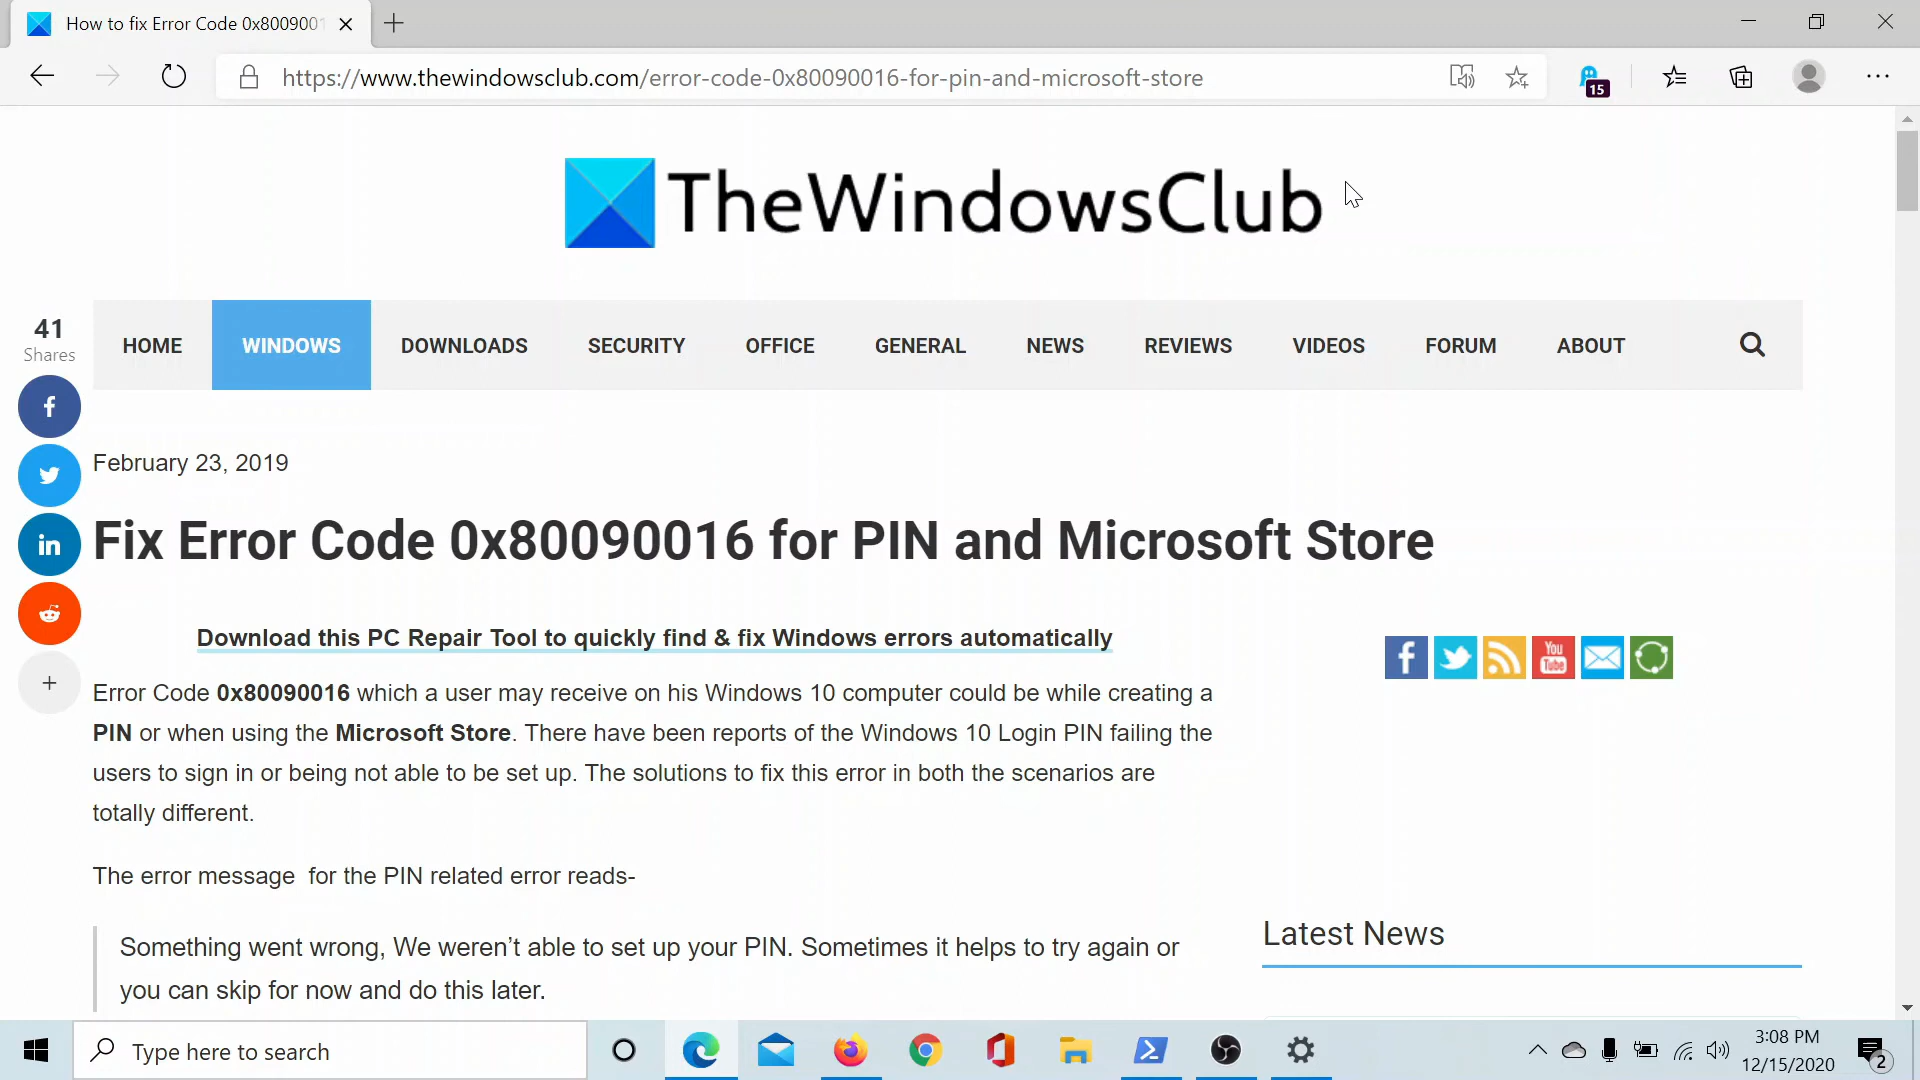 How to fix Error Code 0x8009001
https://www.thewindowsclub.com/error-code-0x80090016-for-pin-and-microsoft-store
15
TheWindowsClub
41
Shares
HOME WINDOWS DOWNLOADS SECURITY OFFICE GENERAL NEWS REVIEWS VIDEOS FORUM ABOUT
February 23, 2019
Fix Error Code 0x80090016 for PIN and Microsoft Store
Download this PC Repair Tool to quickly find & fix Windows errors automatically
You
Tube
Error Code 0x80090016 which a user may receive on his Windows 10 computer could be while creating a
PIN or when using the Microsoft Store. There have been reports of the Windows 10 Login PIN failing the
users to sign in or being not able to be set up. The solutions to fix this error in both the scenarios are
totally different.
The error message for the PIN related error reads-
Something went wrong, We weren’t able to set up your PIN. Sometimes it helps to try again or
you can skip for now and do this later.
Latest News
Type here to search
3:08 PM
12/15/2020
2